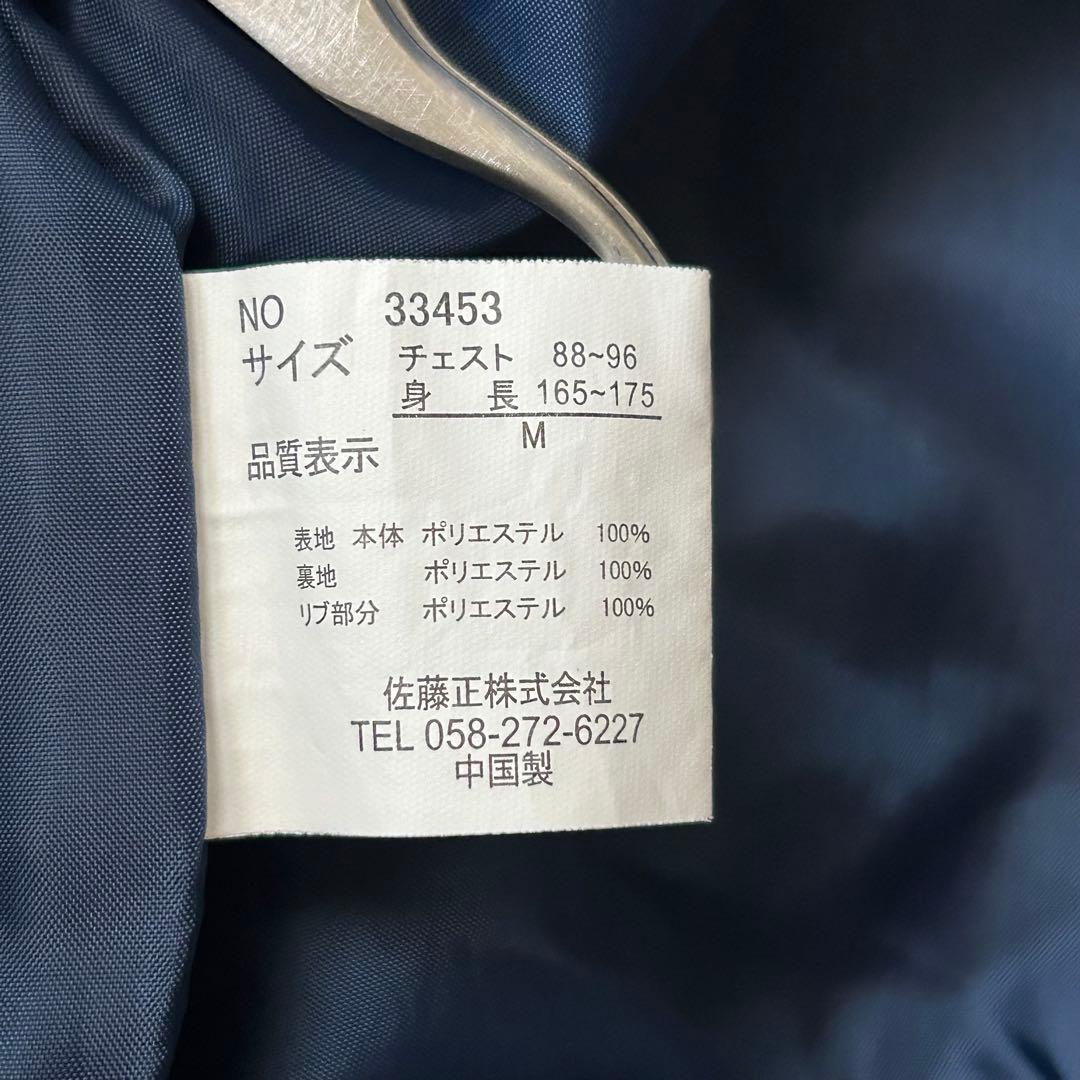 NO 33453
サイズ チェスト 88~96
身長 165~175
M
品質表示
表地 本体 ポリエステル 100%
裏地 ポリエステル 100%
リブ部分 ポリエステル 100%
佐藤正株式会社
TEL 058-272-6227
中国製